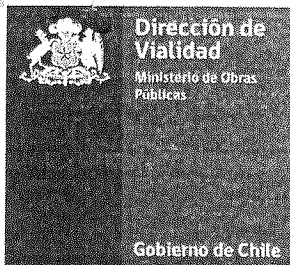 Dirección de
Vialidad
Ministerio de Obras
Públicas
Gobierno de Chile